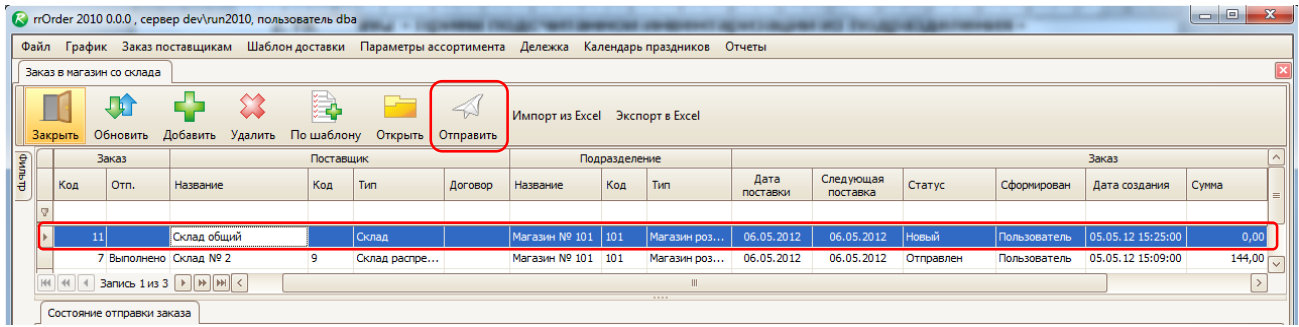 rrOrder 2010 0.0.0 , сервер dev\run2010, пользователь dba
Файл График Заказ поставщикам Шаблон доставки Параметры ассортимента Дележка Календарь праздников Отчеты
Заказ в магазин со склада
Закрыть Обновить Добавить Удалить По шаблону Открыть Отправить Импорт из Excel Экспорт в Excel
Фильтр
Заказ Поставщик Подразделение Заказ
Код Отп. Название Код Тип Договор Название Код Тип Дата поставки Следующая поставка Статус Сформирован Дата создания Сумма
11 Склад общий Склад Магазин № 101 101 Магазин роз... 06.05.2012 06.05.2012 Новый Пользователь 05.05.12 15:25:00 0,00
7 Выполнено Склад № 2 9 Склад распре... Магазин № 101 101 Магазин роз... 06.05.2012 06.05.2012 Отправлен Пользователь 05.05.12 15:09:00 144,00
Запись 1 из 3
Состояние отправки заказа